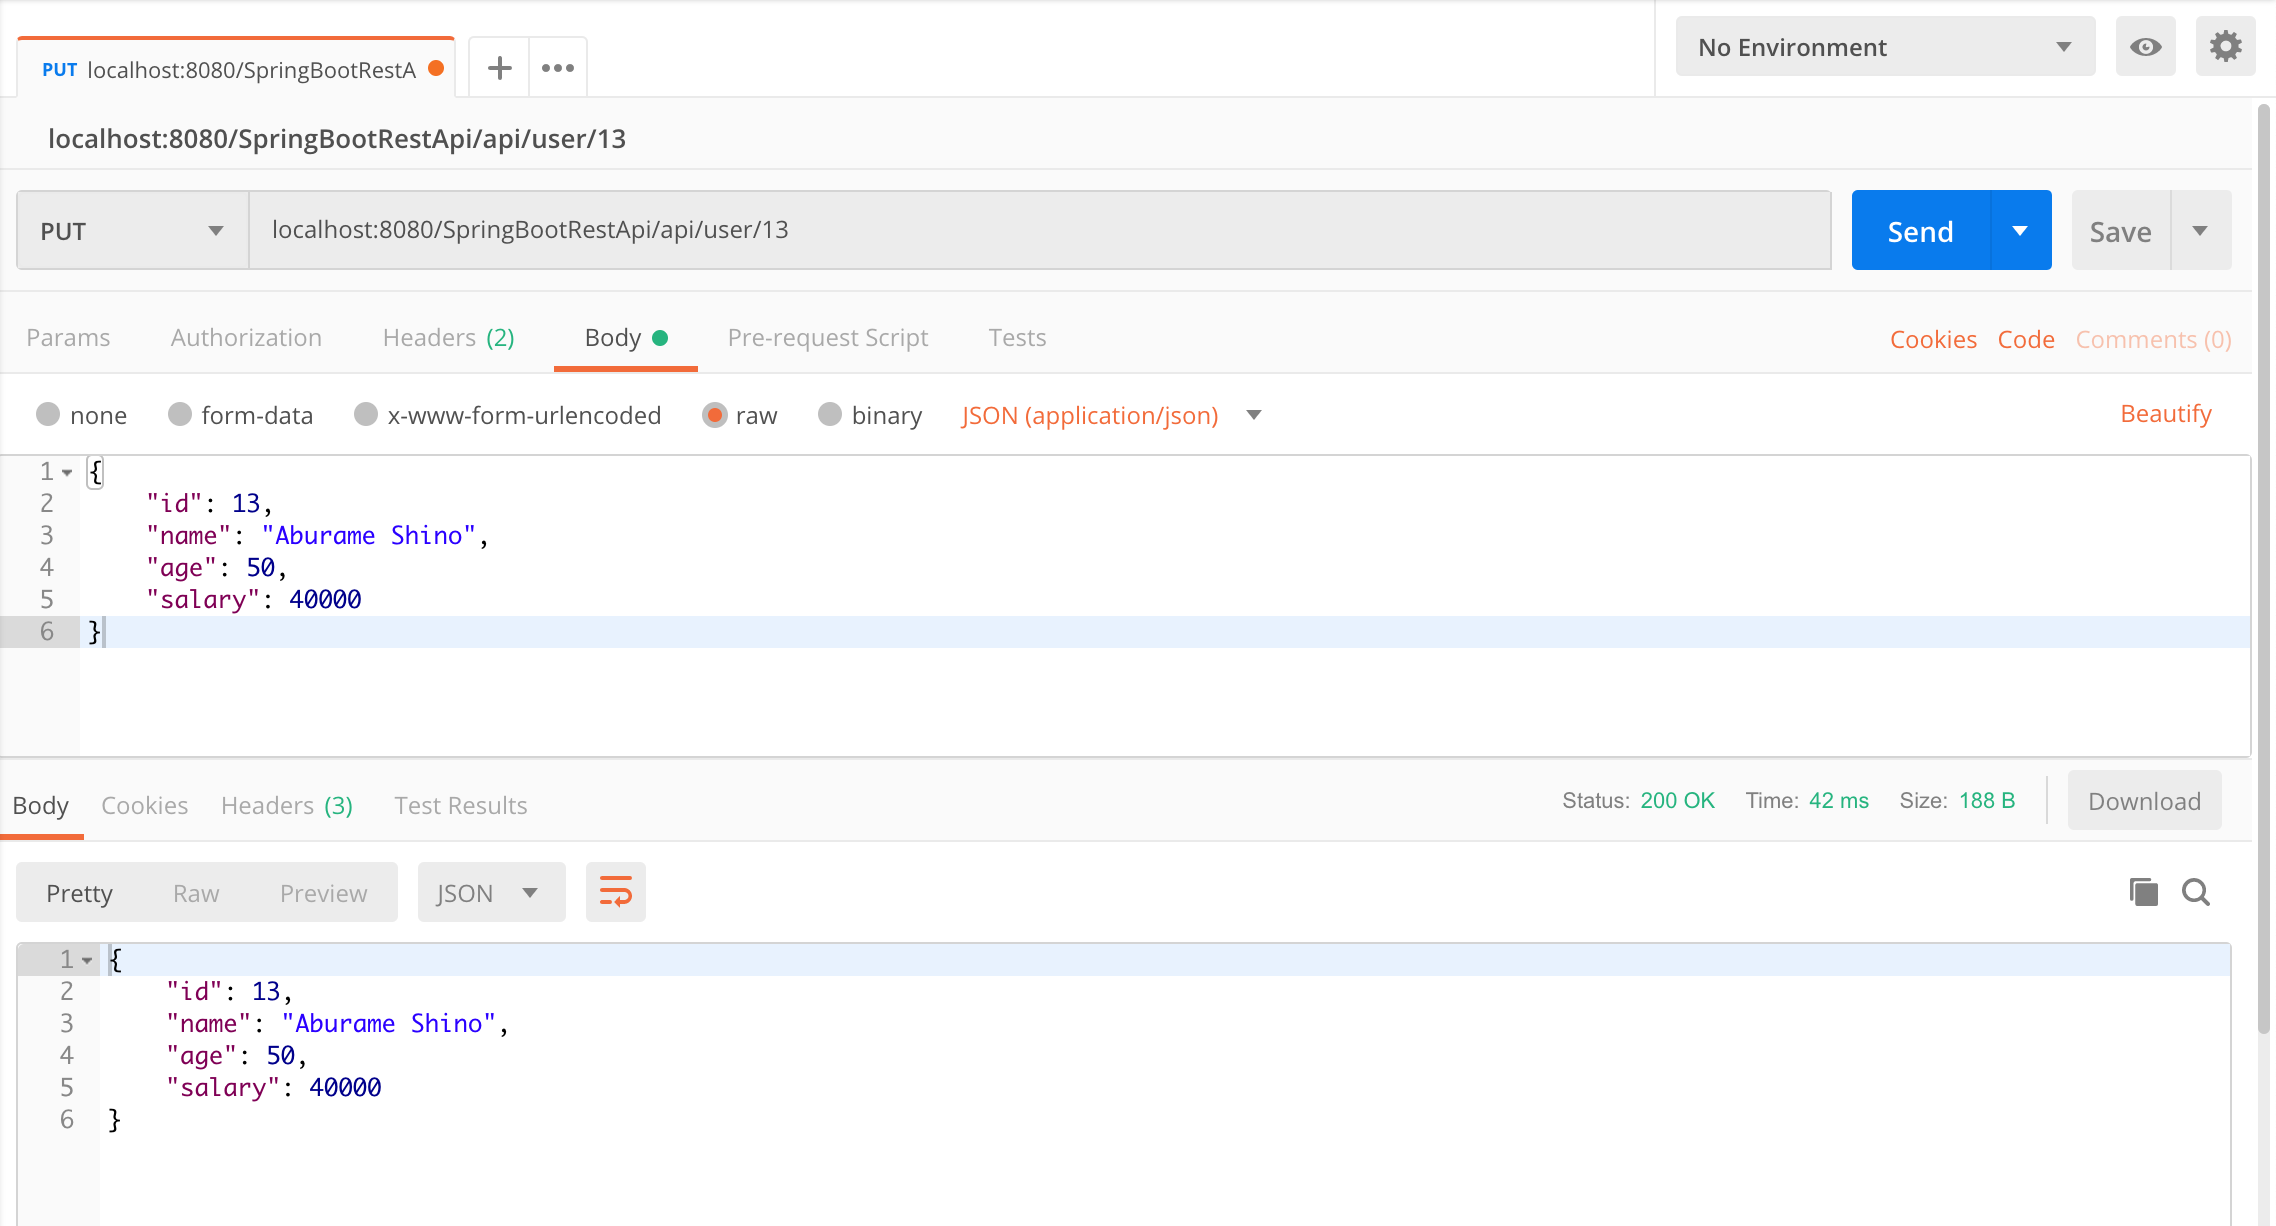 PUT localhost:8080/SpringBootRestA
No Environment
localhost:8080/SpringBootRestApi/api/user/13
PUT localhost:8080/SpringBootRestApi/api/user/13 Send Save
Params Authorization Headers (2) Body Pre-request Script Tests Cookies Code Comments (0)
none form-data x-www-form-urlencoded raw binary JSON (application/json) Beautify
1 {
2 "id": 13,
3 "name": "Aburame Shino",
4 "age": 50,
5 "salary": 40000
6 }
Body Cookies Headers (3) Test Results Status: 200 OK Time: 42 ms Size: 188 B Download
Pretty Raw Preview JSON
1 {
2 "id": 13,
3 "name": "Aburame Shino",
4 "age": 50,
5 "salary": 40000
6 }